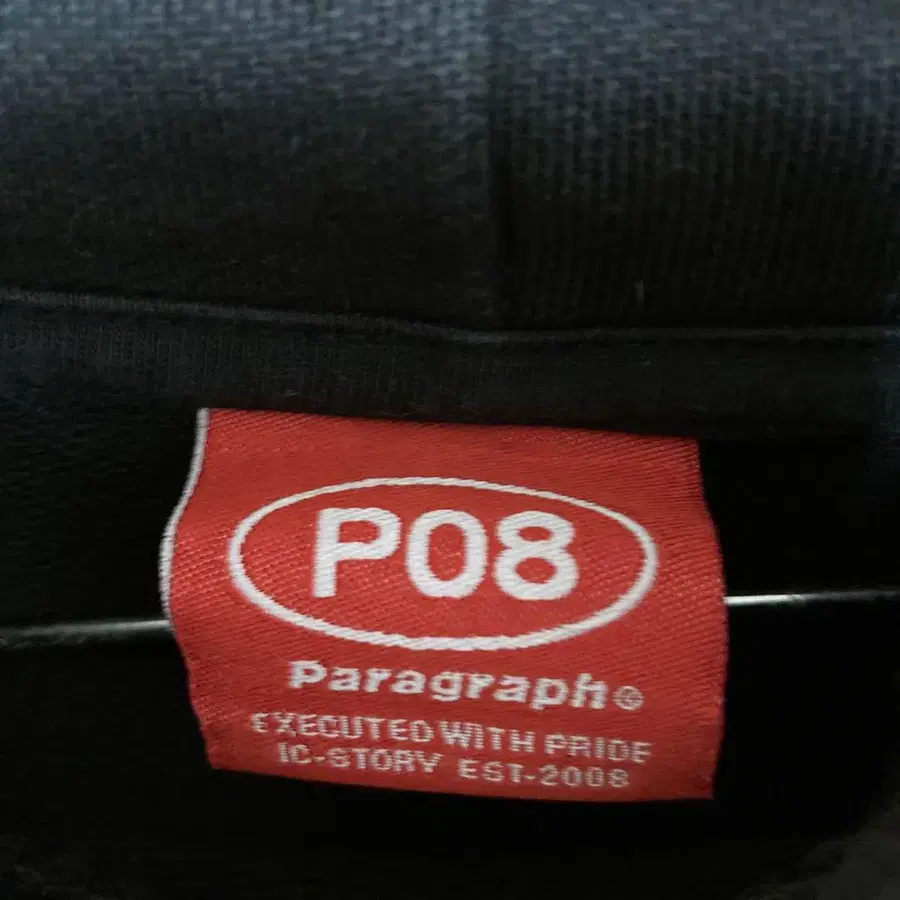 P08
Paragraph®
EXECUTED WITH PRIDE
IC-STORY EST-2008